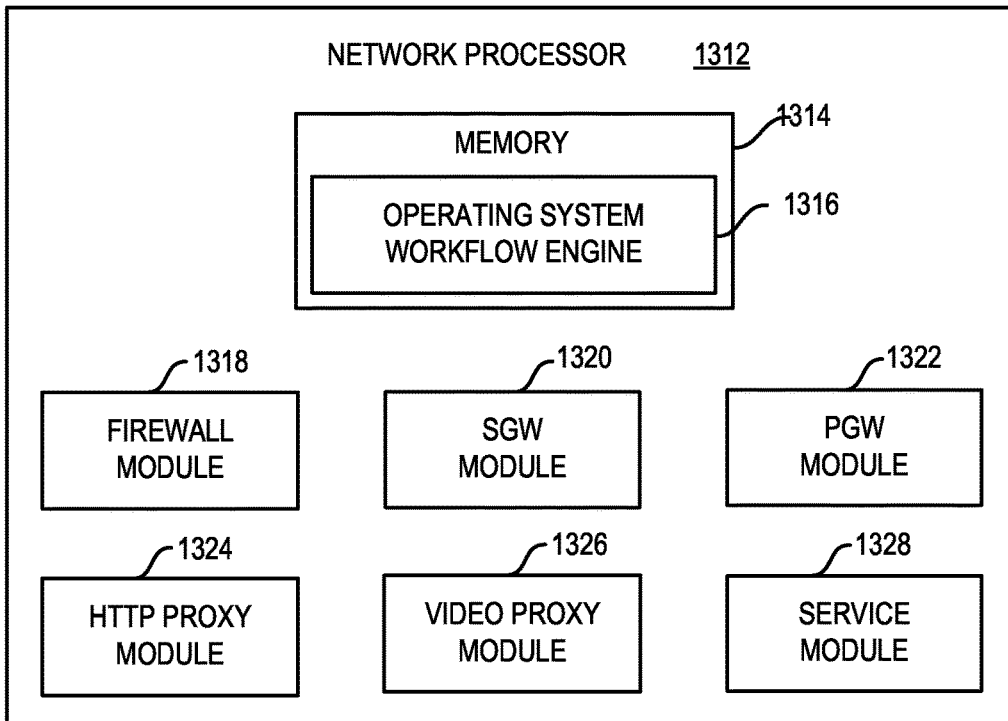 NETWORK PROCESSOR 1312
1314
MEMORY
1316
OPERATING SYSTEM
WORKFLOW ENGINE
1318
1320
1322
FIREWALL
MODULE
SGW
MODULE
PGW
MODULE
1324
1326
1328
HTTP PROXY
MODULE
VIDEO PROXY
MODULE
SERVICE
MODULE